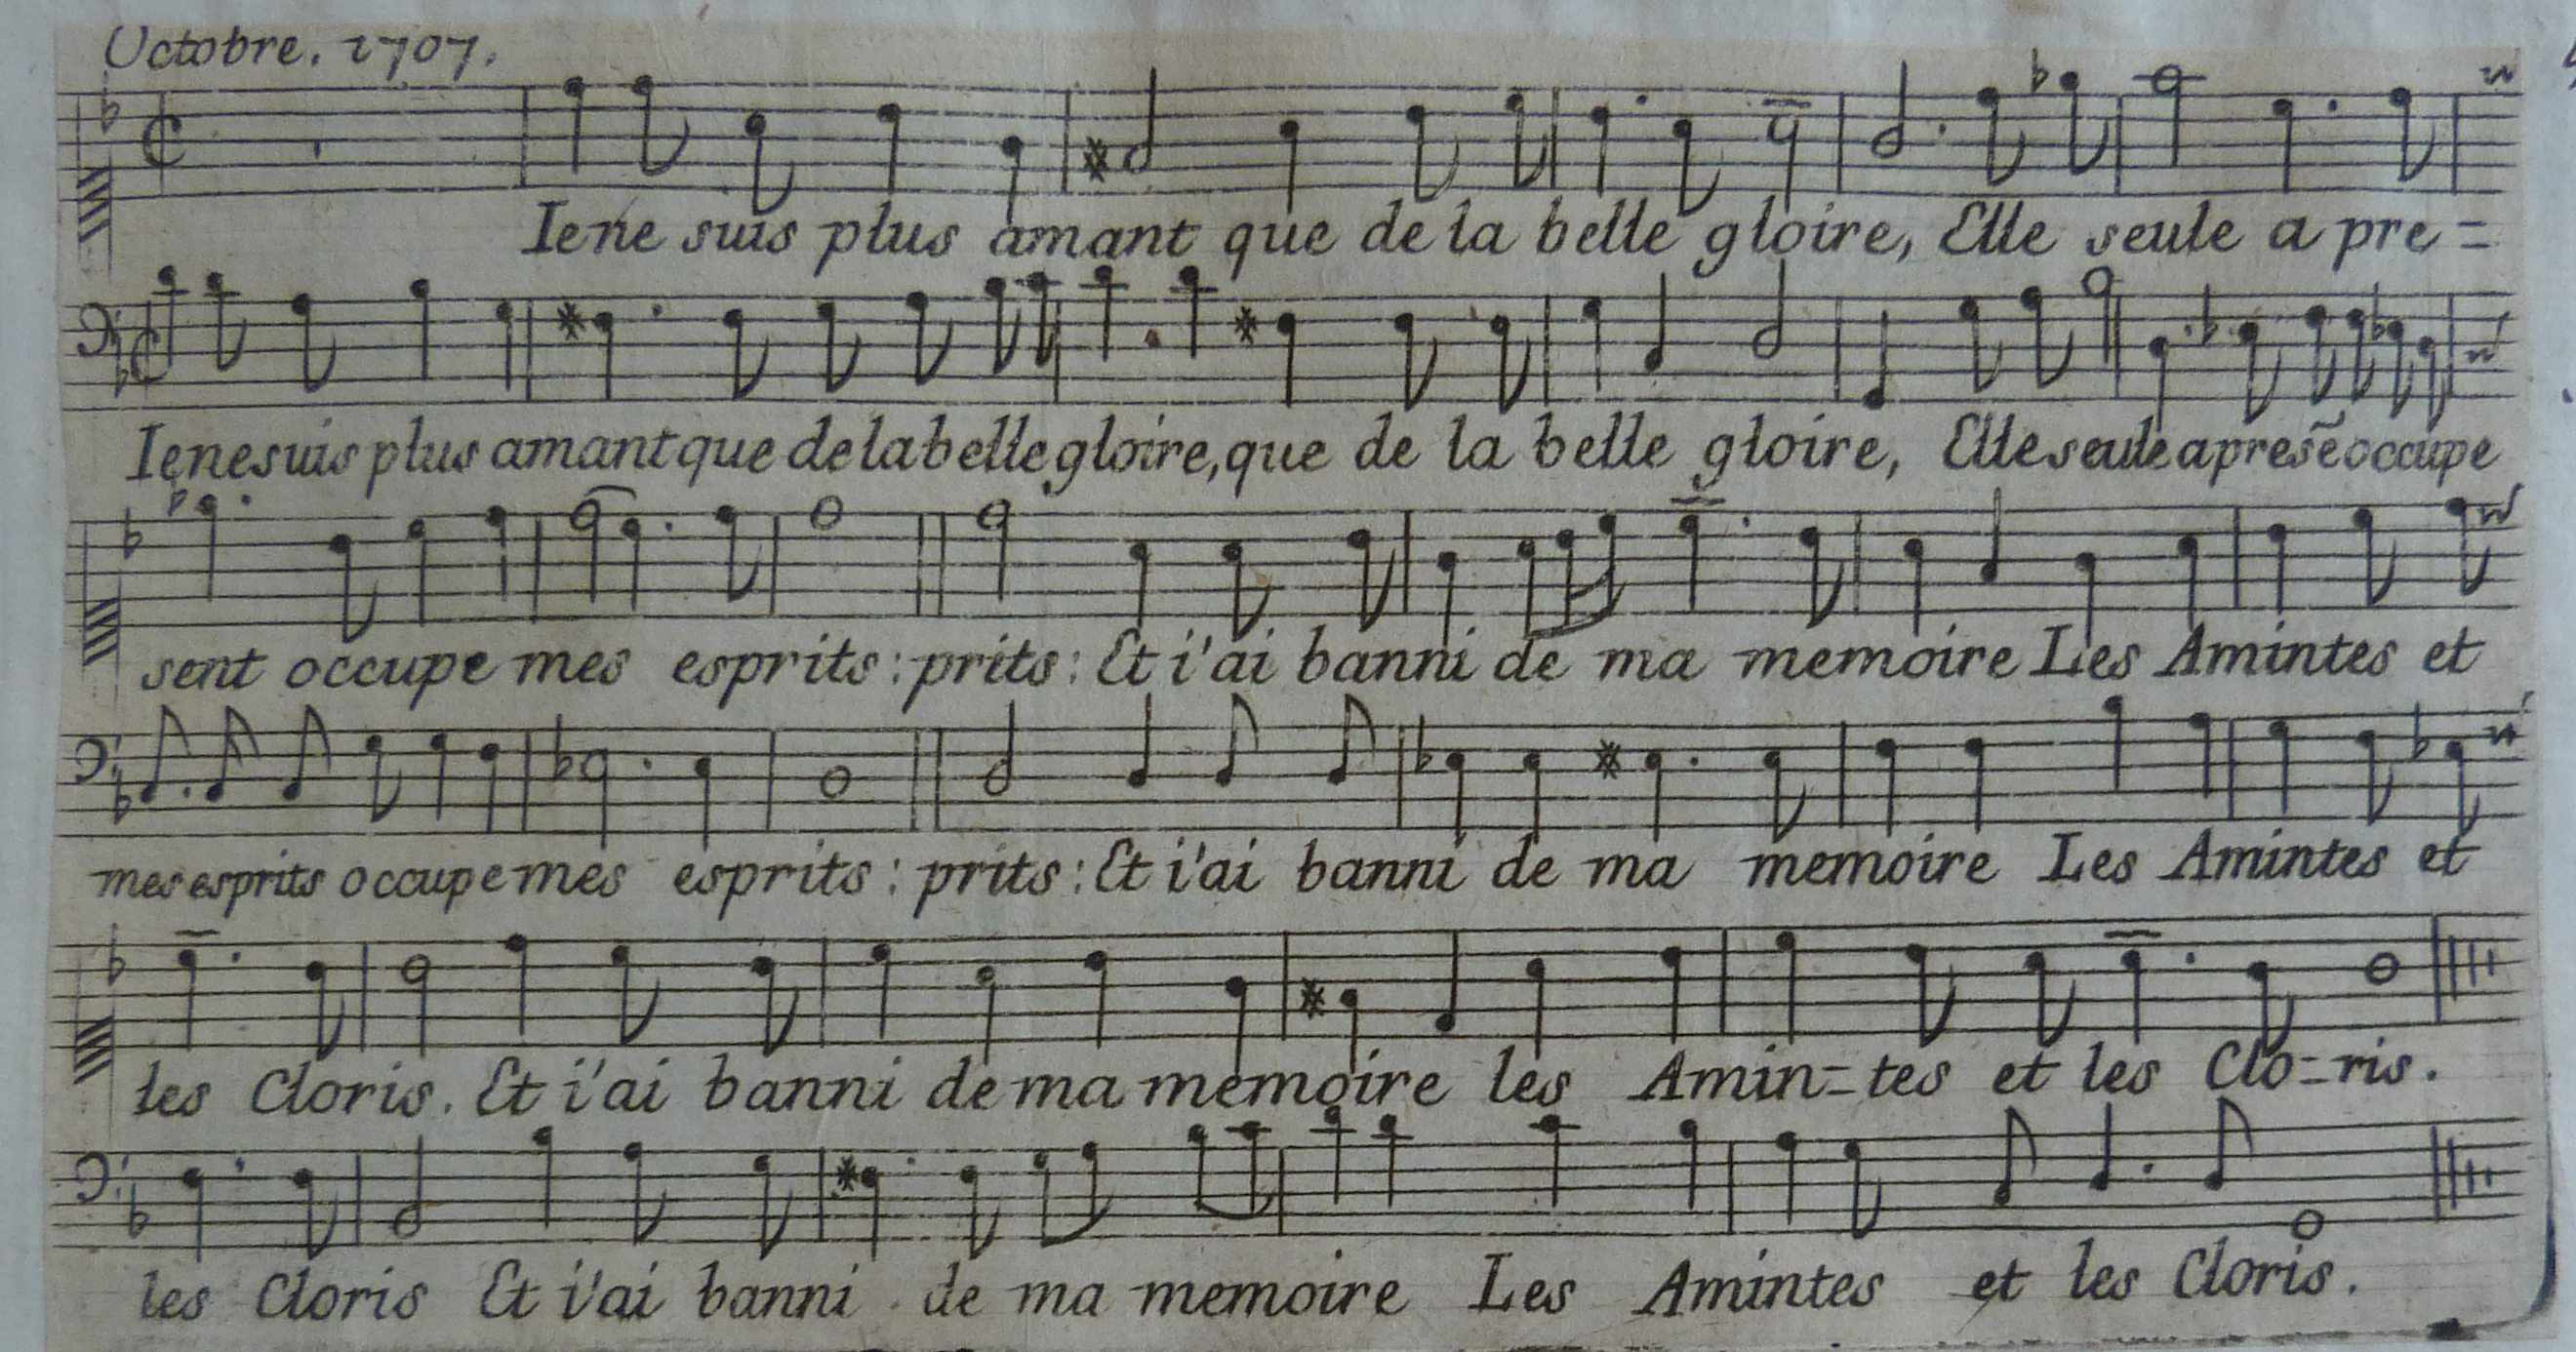 Octobre. 1707.
Ie ne suis plus amant que de la belle gloire, Elle seule a pre=
Ie ne suis plus amant que de la belle gloire, que de la belle gloire, Elle seule a presẽ occupe
sent occupe mes esprits : prits : Et i'ai banni de ma memoire Les Amintes et
mes esprits occupe mes esprits : prits : Et i'ai banni de ma memoire Les Amintes et
les Cloris. Et i'ai banni de ma memoire les Amin=tes et les Clo=ris.
les Cloris Et i'ai banni de ma memoire Les Amintes et les Cloris.